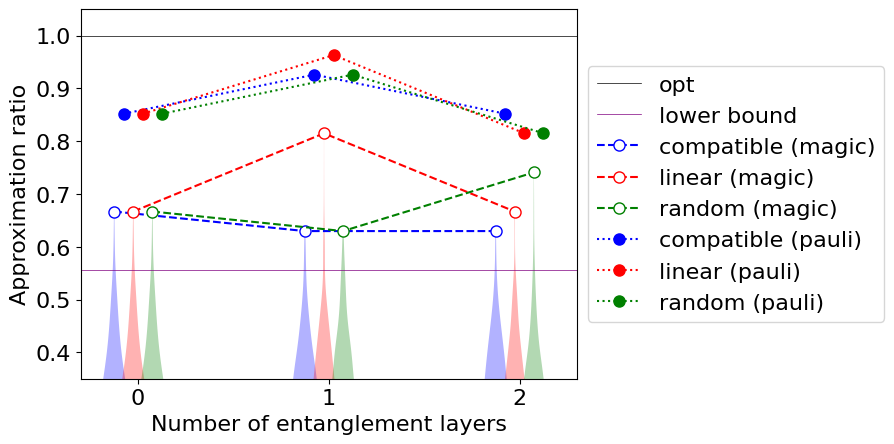 1.0
0.9
0.8
0.7
0.6
0.5
0.4
Approximation ratio
0 1 2
Number of entanglement layers
opt
lower bound
compatible (magic)
linear (magic)
random (magic)
compatible (pauli)
linear (pauli)
random (pauli)